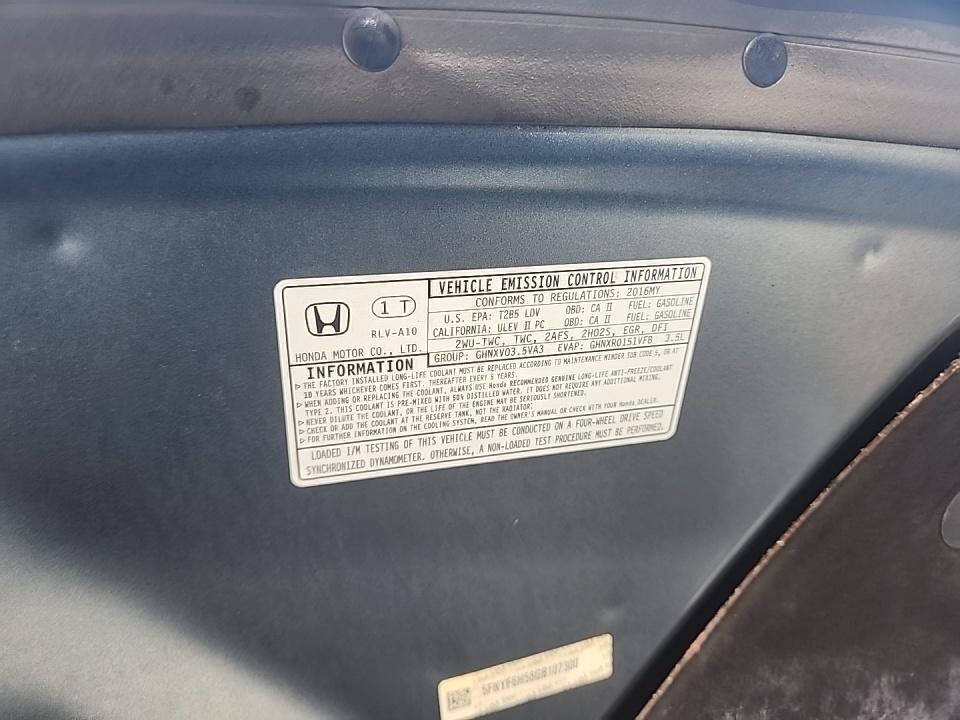 VEHICLE EMISSION CONTROL INFORMATION
CONFORMS TO REGULATIONS: 2016MY
U.S. EPA: T2B5 LDV OBD: CA II FUEL: GASOLINE
CALIFORNIA: ULEV II PC OBD: CA II FUEL: GASOLINE
2WU-TWC, TWC, 2AFS, 2HO2S, EGR, DFI
GROUP: GHNXV03.5VA3 EVAP: GHNXR0151VFB 3.5L
1 T
RLV-A10
HONDA MOTOR CO., LTD.
INFORMATION
▷ THE FACTORY INSTALLED LONG-LIFE COOLANT MUST BE REPLACED ACCORDING TO MAINTENANCE MINDER SUB CODE 5, OR AT
10 YEARS WHICHEVER COMES FIRST. THEREAFTER EVERY 5 YEARS.
▷ WHEN ADDING OR REPLACING THE COOLANT, ALWAYS USE Honda RECOMMENDED GENUINE LONG-LIFE ANTI-FREEZE/COOLANT
TYPE 2. THIS COOLANT IS PRE-MIXED WITH 50% DISTILLED WATER. IT DOES NOT REQUIRE ANY ADDITIONAL MIXING.
▷ NEVER DILUTE THE COOLANT, OR THE LIFE OF THE ENGINE MAY BE SERIOUSLY SHORTENED.
▷ CHECK OR ADD THE COOLANT AT THE RESERVE TANK, NOT THE RADIATOR.
▷ FOR FURTHER INFORMATION ON THE COOLING SYSTEM, READ THE OWNER'S MANUAL OR CHECK WITH YOUR Honda DEALER.
LOADED I/M TESTING OF THIS VEHICLE MUST BE CONDUCTED ON A FOUR-WHEEL DRIVE SPEED
SYNCHRONIZED DYNAMOMETER. OTHERWISE, A NON-LOADED TEST PROCEDURE MUST BE PERFORMED.